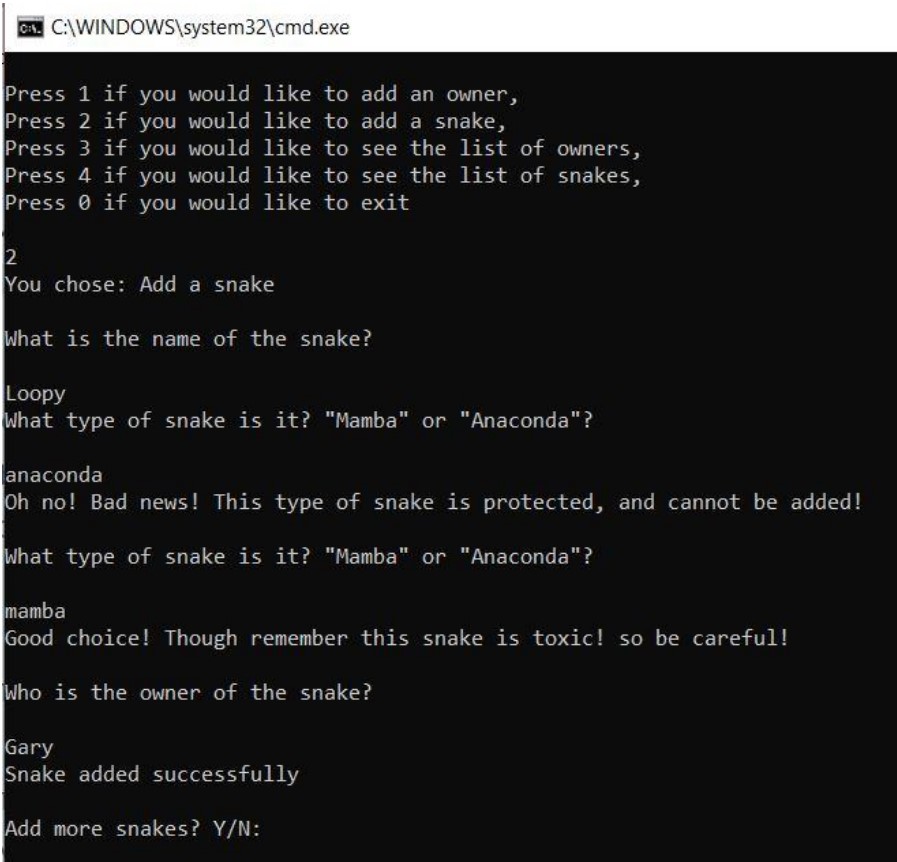 C:\WINDOWS\system32\cmd.exe
Press 1 if you would like to add an owner,
Press 2 if you would like to add a snake,
Press 3 if you would like to see the list of owners,
Press 4 if you would like to see the list of snakes,
Press 0 if you would like to exit
2
You chose: Add a snake
What is the name of the snake?
Loopy
What type of snake is it? "Mamba" or "Anaconda"?
anaconda
Oh no! Bad news! This type of snake is protected, and cannot be added!
What type of snake is it? "Mamba" or "Anaconda"?
mamba
Good choice! Though remember this snake is toxic! so be careful!
Who is the owner of the snake?
Gary
Snake added successfully
Add more snakes? Y/N: